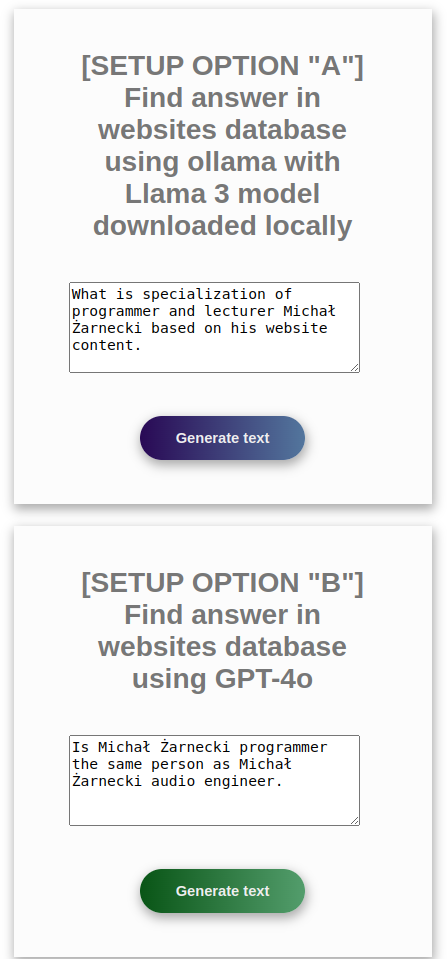 [SETUP OPTION "A"]
Find answer in
websites database
using ollama with
Llama 3 model
downloaded locally
What is specialization of
programmer and lecturer Michał
Żarnecki based on his website
content.
Generate text
[SETUP OPTION "B"]
Find answer in
websites database
using GPT-4o
Is Michał Żarnecki programmer
the same person as Michał
Żarnecki audio engineer.
Generate text